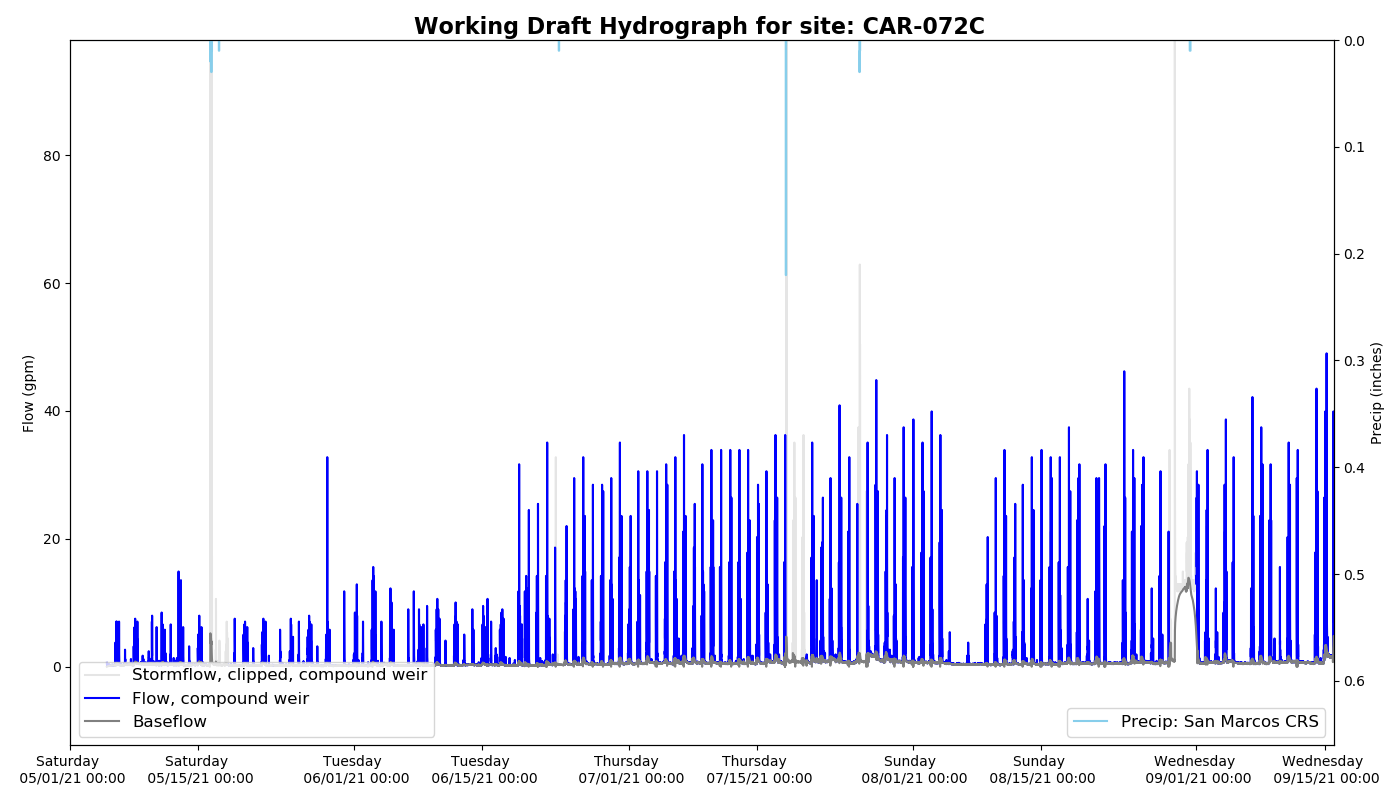 Working Draft Hydrograph for site: CAR-072C
Flow (gpm)
80
60
40
20
0
0.0
0.1
0.2
0.3
0.4
0.5
0.6
Precip (inches)
Stormflow, clipped, compound weir
Flow, compound weir
Baseflow
Precip: San Marcos CRS
Saturday
05/01/21 00:00
Saturday
05/15/21 00:00
Tuesday
06/01/21 00:00
Tuesday
06/15/21 00:00
Thursday
07/01/21 00:00
Thursday
07/15/21 00:00
Sunday
08/01/21 00:00
Sunday
08/15/21 00:00
Wednesday
09/01/21 00:00
Wednesday
09/15/21 00:00